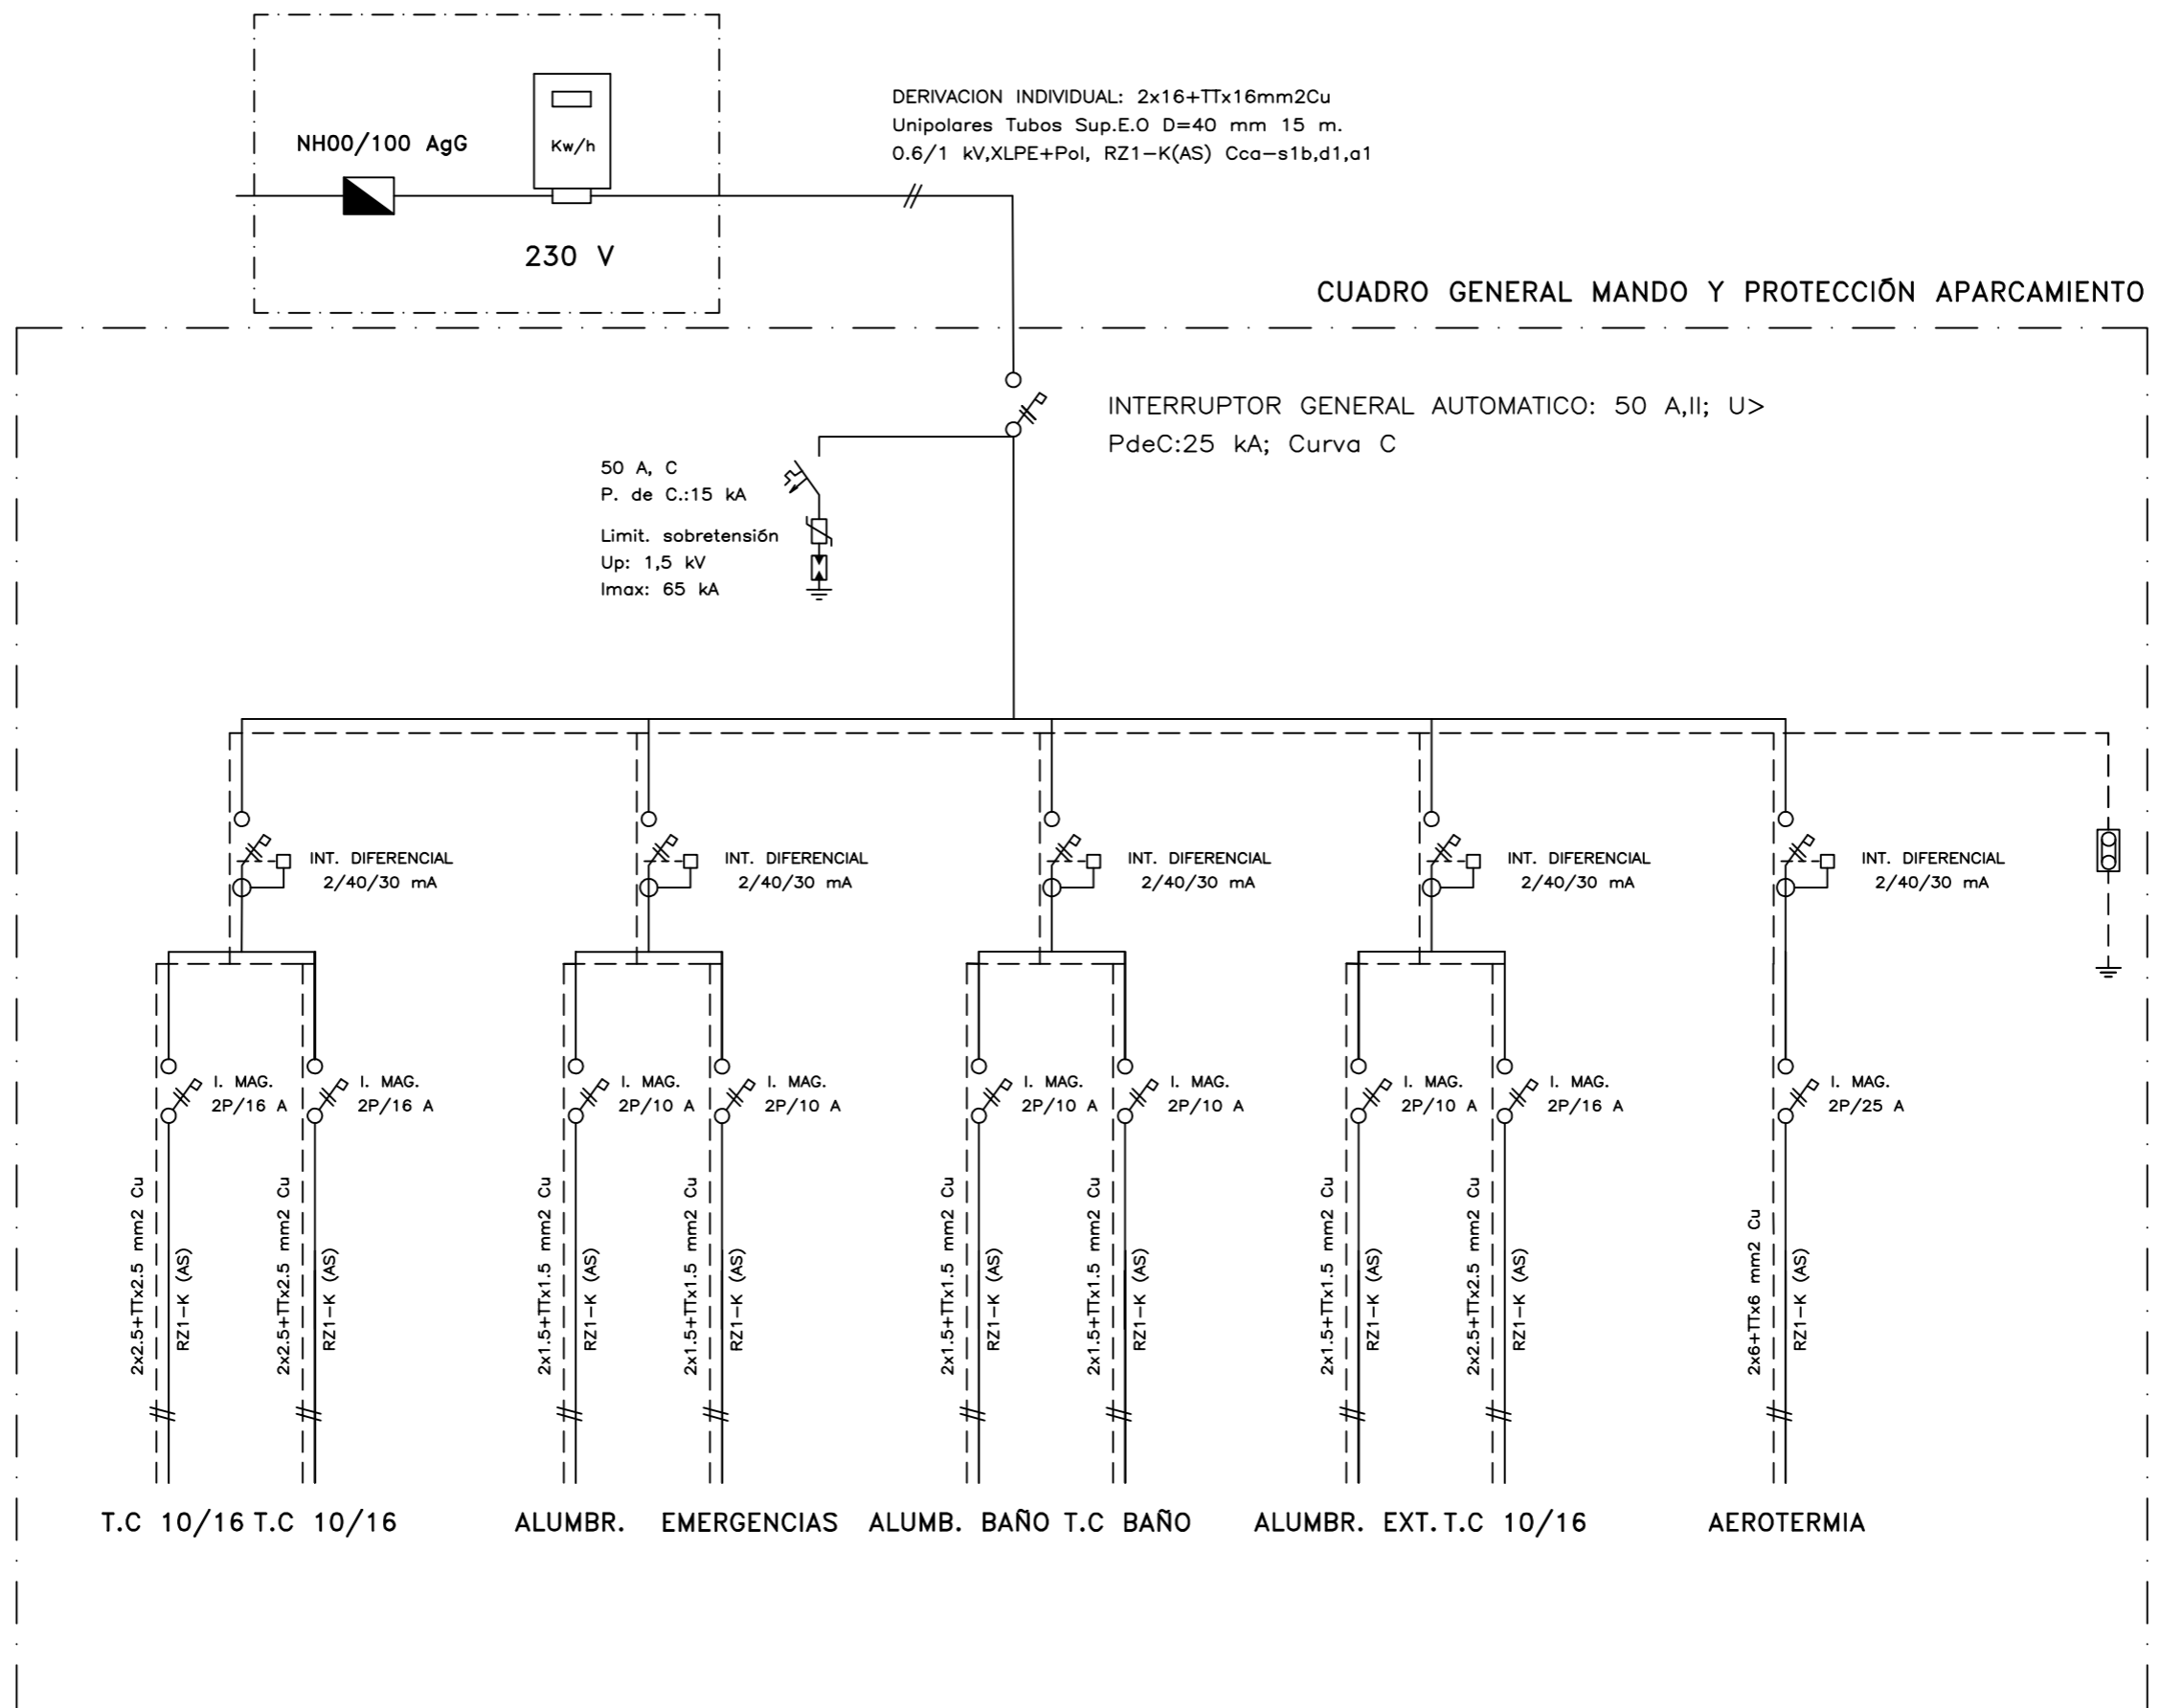 DERIVACION INDIVIDUAL: 2x16+TTx16mm2Cu
Unipolares Tubos Sup.E.O D=40 mm 15 m.
0.6/1 kV,XLPE+Pol, RZ1-K(AS) Cca-s1b,d1,a1
NH00/100 AgG
Kw/h
230 V
CUADRO GENERAL MANDO Y PROTECCIÓN APARCAMIENTO
INTERRUPTOR GENERAL AUTOMATICO: 50 A,II; U>
PdeC:25 kA; Curva C
50 A, C
P. de C.:15 kA
Limit. sobretensión
Up: 1,5 kV
Imax: 65 kA
INT. DIFERENCIAL
2/40/30 mA
INT. DIFERENCIAL
2/40/30 mA
INT. DIFERENCIAL
2/40/30 mA
INT. DIFERENCIAL
2/40/30 mA
INT. DIFERENCIAL
2/40/30 mA
I. MAG.
2P/16 A
I. MAG.
2P/16 A
I. MAG.
2P/10 A
I. MAG.
2P/10 A
I. MAG.
2P/10 A
I. MAG.
2P/10 A
I. MAG.
2P/10 A
I. MAG.
2P/16 A
I. MAG.
2P/25 A
2x2.5+TTx2.5 mm2 Cu
RZ1-K (AS)
2x2.5+TTx2.5 mm2 Cu
RZ1-K (AS)
2x1.5+TTx1.5 mm2 Cu
RZ1-K (AS)
2x1.5+TTx1.5 mm2 Cu
RZ1-K (AS)
2x1.5+TTx1.5 mm2 Cu
RZ1-K (AS)
2x1.5+TTx1.5 mm2 Cu
RZ1-K (AS)
2x1.5+TTx1.5 mm2 Cu
RZ1-K (AS)
2x2.5+TTx2.5 mm2 Cu
RZ1-K (AS)
2x6+TTx6 mm2 Cu
RZ1-K (AS)
T.C 10/16
T.C 10/16
ALUMBR.
EMERGENCIAS
ALUMB. BAÑO
T.C BAÑO
ALUMBR. EXT.
T.C 10/16
AEROTERMIA